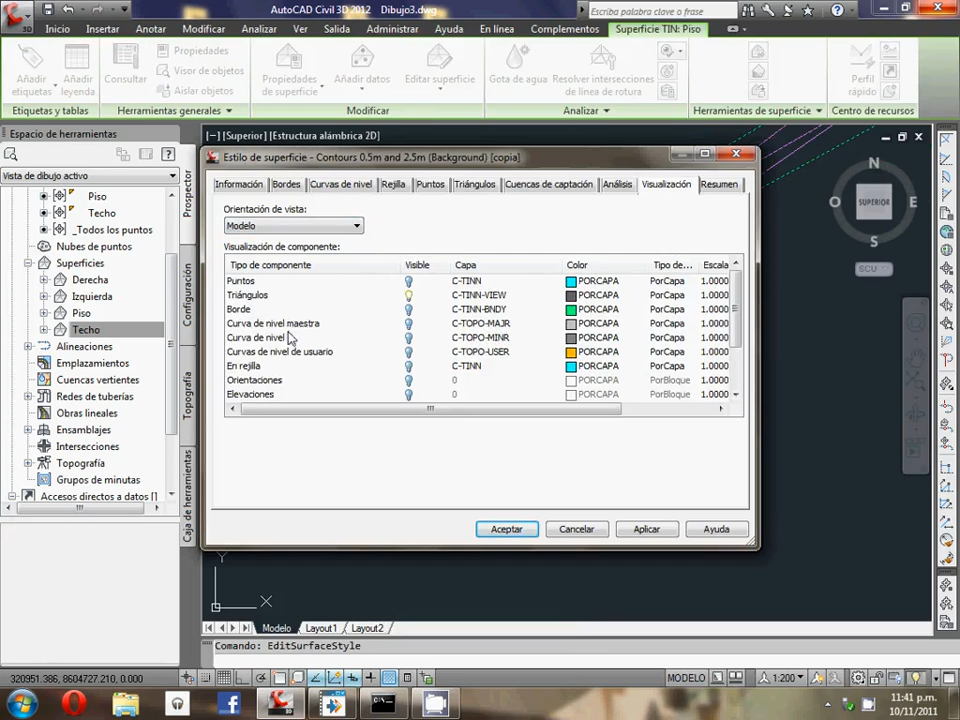 AutoCAD Civil 3D 2012 Dibujo3.dwg
Escriba palabra clave o frase
Inicio Insertar Anotar Modificar Analizar Ver Salida Administrar Ayuda En línea Complementos Superficie TIN: Piso
Añadir etiquetas
Añadir leyenda
Consultar
Propiedades
Visor de objetos
Aislar objetos
Propiedades de superficie
Añadir datos
Editar superficie
Gota de agua
Resolver intersecciones de línea de rotura
Perfil rápido
Etiquetas y tablas Herramientas generales Modificar Analizar Herramientas de superficie Centro de recursos
Espacio de herramientas
Vista de dibujo activo
Piso
Techo
_Todos los puntos
Nubes de puntos
Superficies
Derecha
Izquierda
Piso
Techo
Alineaciones
Emplazamientos
Cuencas vertientes
Redes de tuberías
Obras lineales
Ensamblajes
Intersecciones
Topografía
Grupos de minutas
Accesos directos a datos []
Prospector
Configuración
Topografía
Caja de herramientas
[–] [Superior] [Estructura alámbrica 2D]
N
O SUPERIOR E
S
SCU
Estilo de superficie - Contours 0.5m and 2.5m (Background) [copia]
Información Bordes Curvas de nivel Rejilla Puntos Triángulos Cuencas de captación Análisis Visualización Resumen
Orientación de vista:
Modelo
Visualización de componente:
Tipo de componente Visible Capa Color Tipo de... Escala
Puntos C-TINN PORCAPA PorCapa 1.0000
Triángulos C-TINN-VIEW PORCAPA PorCapa 1.0000
Borde C-TINN-BNDY PORCAPA PorCapa 1.0000
Curva de nivel maestra C-TOPO-MAJR PORCAPA PorCapa 1.0000
Curva de nivel C-TOPO-MINR PORCAPA PorCapa 1.0000
Curvas de nivel de usuario C-TOPO-USER PORCAPA PorCapa 1.0000
En rejilla C-TINN PORCAPA PorCapa 1.0000
Orientaciones 0 PORCAPA PorBloque 1.0000
Elevaciones 0 PORCAPA PorBloque 1.0000
Aceptar Cancelar Aplicar Ayuda
Y
X
Modelo Layout1 Layout2
Comando: EditSurfaceStyle
320951.386, 8604727.210, 0.000
MODELO
1:200
11:41 p.m.
10/11/2011